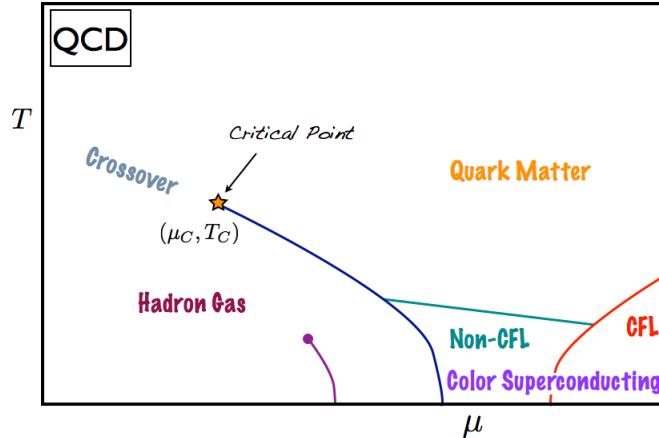 QCD
T
Critical Point
Crossover
Quark Matter
(μ_C, T_C)
Hadron Gas
CFL
Non-CFL
Color Superconducting
μ